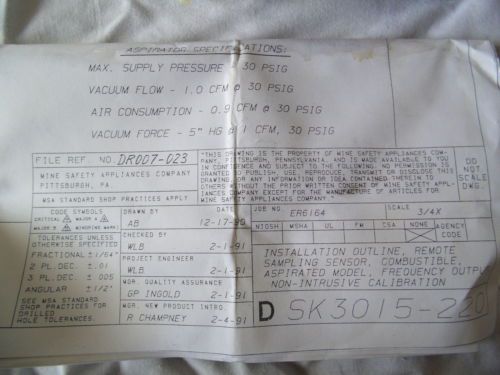 ASPIRATOR SPECIFICATIONS:
MAX. SUPPLY PRESSURE - 30 PSIG
VACUUM FLOW - 1.0 CFM @ 30 PSIG
AIR CONSUMPTION - 0.9 CFM @ 30 PSIG
VACUUM FORCE - 5" HG @ 1 CFM, 30 PSIG
FILE REF. NO. DR007-023
MINE SAFETY APPLIANCES COMPANY
PITTSBURGH, PA.
MSA STANDARD SHOP PRACTICES APPLY
"THIS DRAWING IS THE PROPERTY OF MINE SAFETY APPLIANCES COM-
PANY, PITTSBURGH, PENNSYLVANIA, AND IS MADE AVAILABLE TO YOU
IN CONFIDENCE AND SUBJECT TO THE FOLLOWING. NO PERMISSION IS
GRANTED TO PUBLISH, USE, REPRODUCE, TRANSMIT OR DISCLOSE THIS
DRAWING OR ANY INFORMATION OR IDEA CONTAINED THEREIN TO
OTHERS WITHOUT THE PRIOR WRITTEN CONSENT OF MINE SAFETY APPLI-
ANCES COMPANY EXCEPT FOR THE MANUFACTURE OF ARTICLES FOR
MINE SAFETY APPLIANCES COMPANY."
DO
NOT
SCALE
DWG.
CODE SYMBOLS
CRITICAL MAJOR A
MAJOR B MINOR NO MARK
TOLERANCES UNLESS
OTHERWISE SPECIFIED
FRACTIONAL ±1/64"
2 PL. DEC. ±.01
3 PL. DEC. ±.005
ANGULAR ±1/2°
SEE MSA STANDARD
SHOP PRACTICES FOR
DRILLED
HOLE TOLERANCES.
DRAWN BY
AB 12-17-90
CHECKED BY
WLB 2-1-91
PROJECT ENGINEER
WLB 2-1-91
MGR. QUALITY ASSURANCE
GP INGOLD 2-1-91
MGR. NEW PRODUCT INTRO.
R CHAMPNEY 2-4-91
JOB NO. ER6164
SCALE 3/4X
NIOSH MSHA UL FM CSA NONE AGENCY CODE
INSTALLATION OUTLINE, REMOTE
SAMPLING SENSOR, COMBUSTIBLE,
ASPIRATED MODEL, FREQUENCY OUTPUT
NON-INTRUSIVE CALIBRATION
D SK3015-220